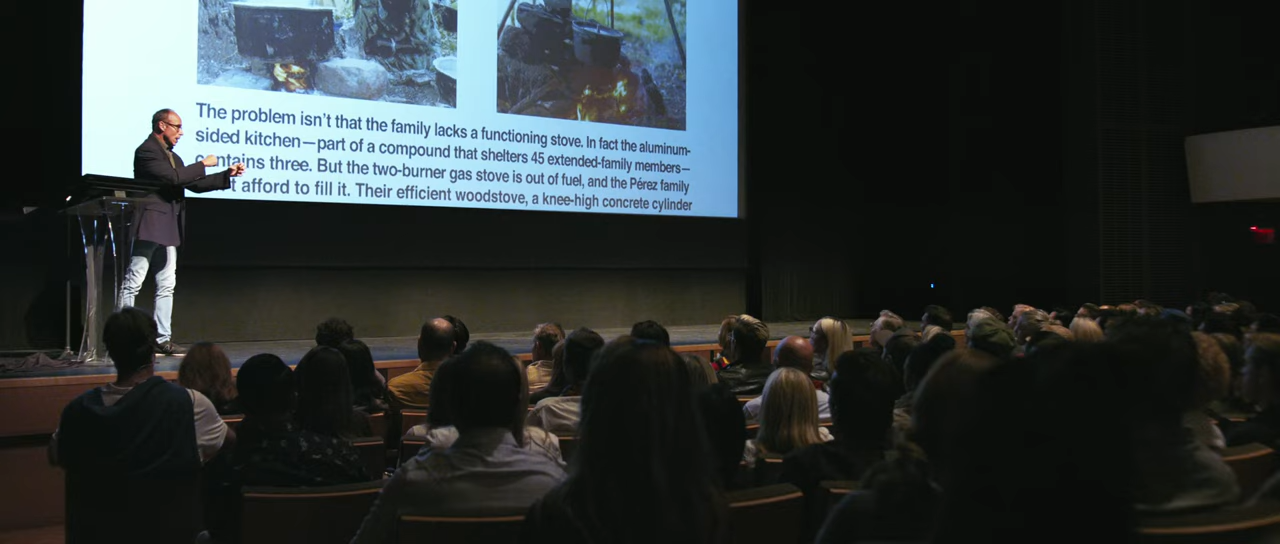 The problem isn't that the family lacks a functioning stove. In fact the aluminum-
sided kitchen—part of a compound that shelters 45 extended-family members—
contains three. But the two-burner gas stove is out of fuel, and the Pérez family
t afford to fill it. Their efficient woodstove, a knee-high concrete cylinder